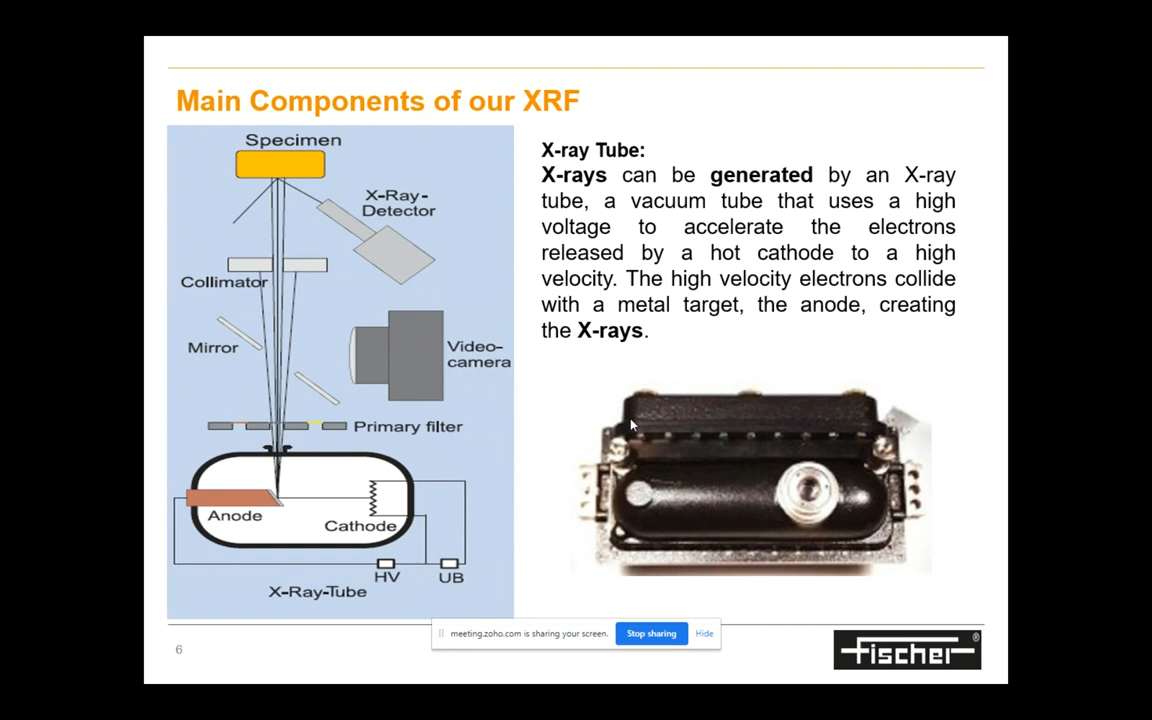 Main Components of our XRF
Specimen
X-Ray-
Detector
Collimator
Mirror
Video-
camera
Primary filter
Anode
Cathode
HV
UB
X-Ray-Tube
X-ray Tube:
X-rays can be generated by an X-ray
tube, a vacuum tube that uses a high
voltage to accelerate the electrons
released by a hot cathode to a high
velocity. The high velocity electrons collide
with a metal target, the anode, creating
the X-rays.
meeting.zoho.com is sharing your screen.
Stop sharing
Hide
6
fischer®